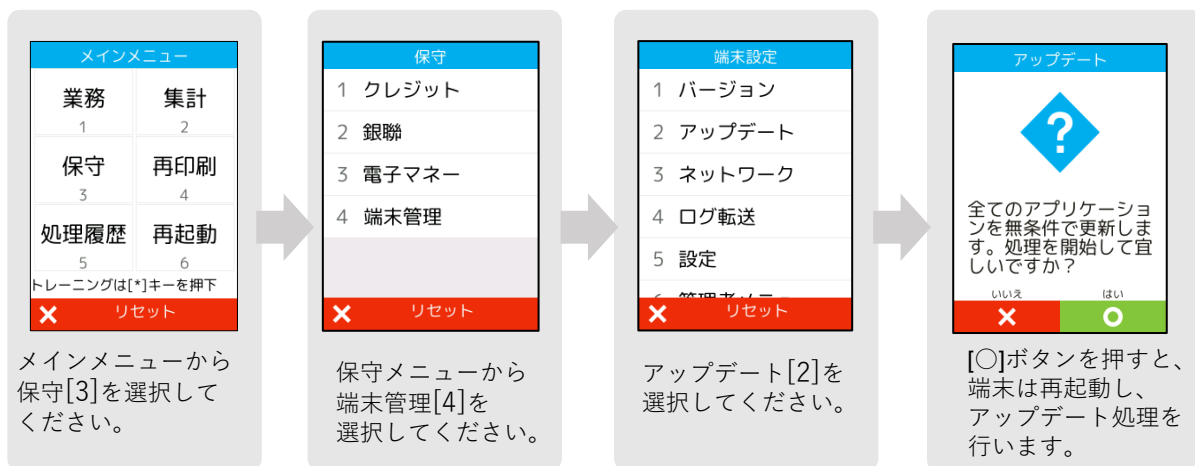 メインメニュー
業務
集計
1
2
保守
再印刷
3
4
処理履歴
再起動
5
6
トレーニングは[*]キーを押下
× リセット
メインメニューから
保守[3]を選択して
ください。
保守
1 クレジット
2 銀聯
3 電子マネー
4 端末管理
× リセット
保守メニューから
端末管理[4]を
選択してください。
端末設定
1 バージョン
2 アップデート
3 ネットワーク
4 ログ転送
5 設定
6 管理者メニュー
× リセット
アップデート[2]を
選択してください。
アップデート
?
全てのアプリケーショ
ンを無条件で更新しま
す。処理を開始して宜
しいですか？
いいえ
はい
× ○
[○]ボタンを押すと、
端末は再起動し、
アップデート処理を
行います。